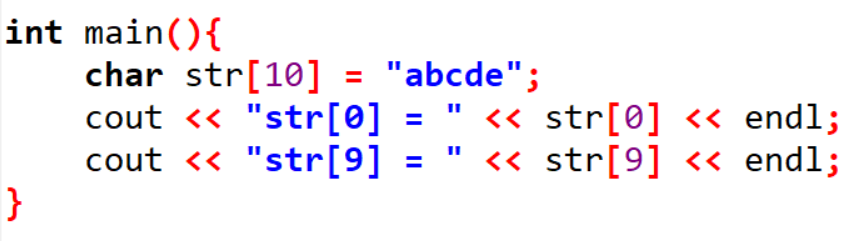 int main(){
    char str[10] = "abcde";
    cout << "str[0] = " << str[0] << endl;
    cout << "str[9] = " << str[9] << endl;
}